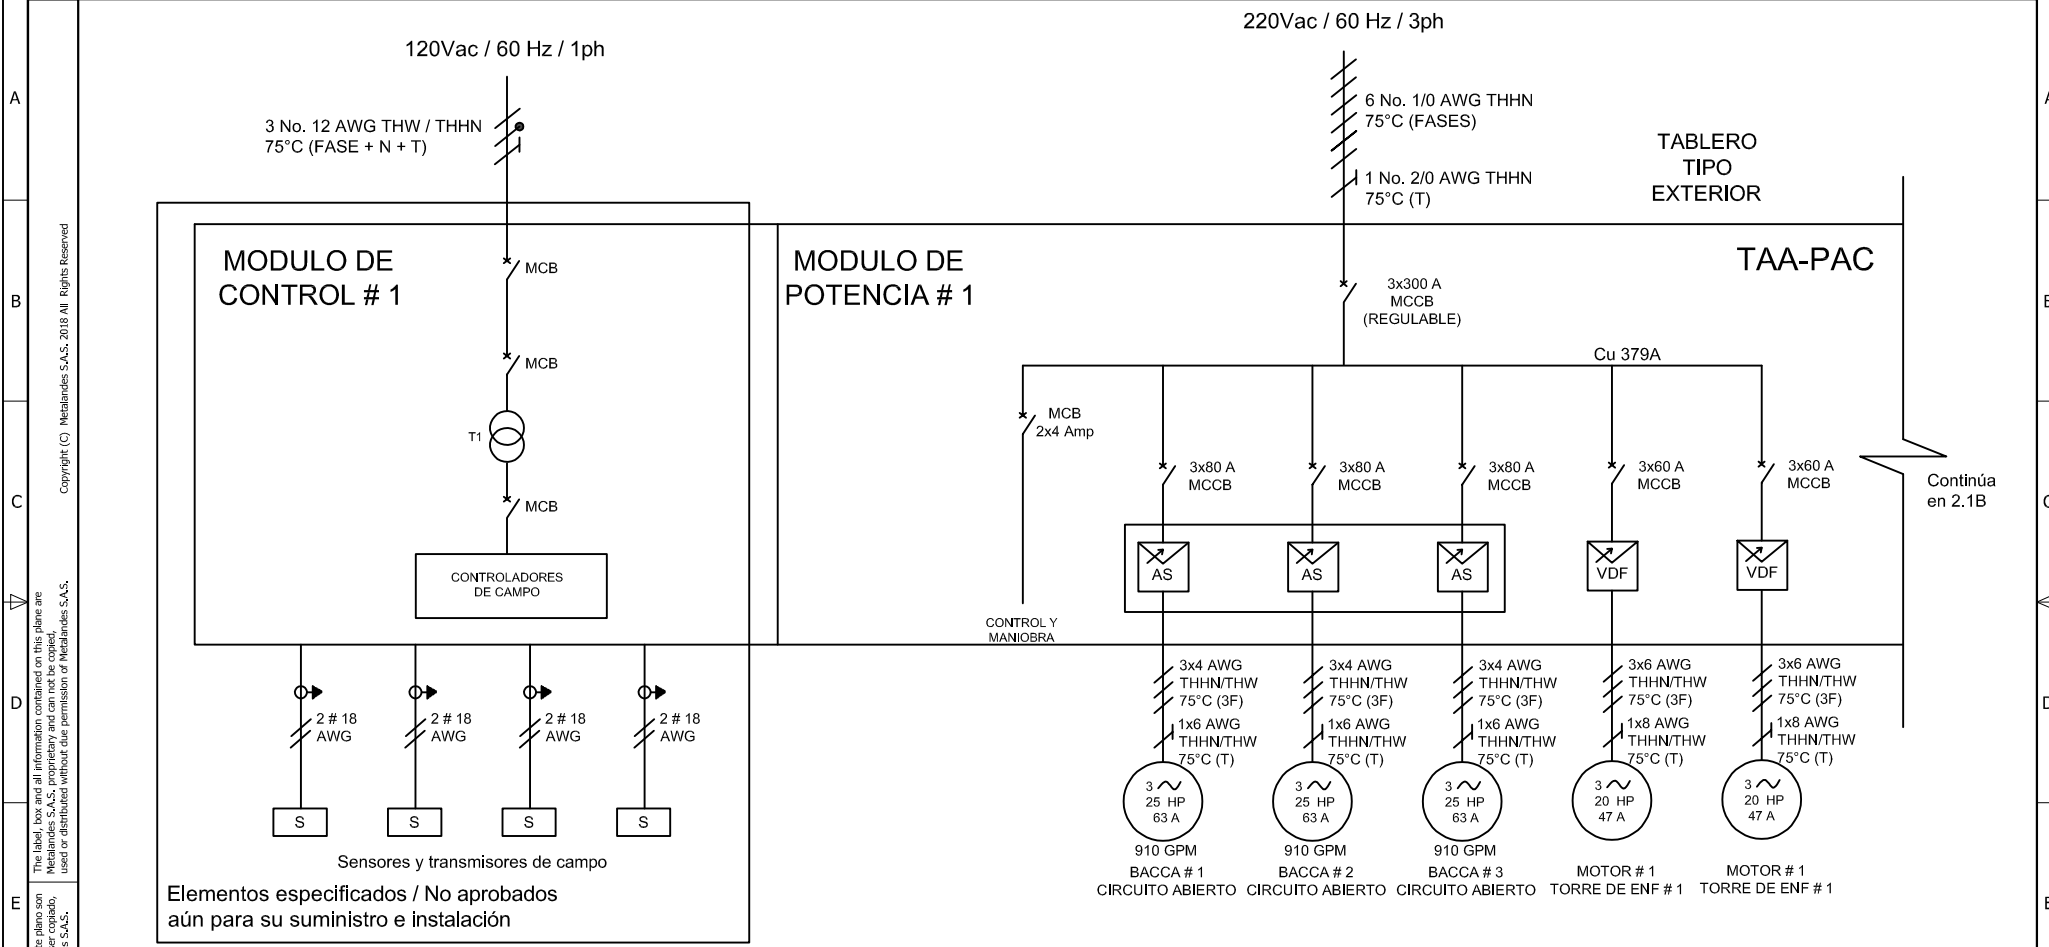 120Vac / 60 Hz / 1ph
220Vac / 60 Hz / 3ph
3 No. 12 AWG THW / THHN
75°C (FASE + N + T)
6 No. 1/0 AWG THHN
75°C (FASES)
1 No. 2/0 AWG THHN
75°C (T)
TABLERO
TIPO
EXTERIOR
A
B
C
D
E
MODULO DE
CONTROL # 1
MCB
MCB
T1
MCB
CONTROLADORES
DE CAMPO
MODULO DE
POTENCIA # 1
TAA-PAC
3x300 A
MCCB
(REGULABLE)
Cu 379A
MCB
2x4 Amp
CONTROL Y
MANIOBRA
3x80 A
MCCB
3x80 A
MCCB
3x80 A
MCCB
3x60 A
MCCB
3x60 A
MCCB
Continúa
en 2.1B
AS
AS
AS
VDF
VDF
2 # 18
AWG
2 # 18
AWG
2 # 18
AWG
2 # 18
AWG
S
S
S
S
Sensores y transmisores de campo
Elementos especificados / No aprobados
aún para su suministro e instalación
3x4 AWG
THHN/THW
75°C (3F)
1x6 AWG
THHN/THW
75°C (T)
3
25 HP
63 A
910 GPM
BACCA # 1
CIRCUITO ABIERTO
3x4 AWG
THHN/THW
75°C (3F)
1x6 AWG
THHN/THW
75°C (T)
3
25 HP
63 A
910 GPM
BACCA # 2
CIRCUITO ABIERTO
3x4 AWG
THHN/THW
75°C (3F)
1x6 AWG
THHN/THW
75°C (T)
3
25 HP
63 A
910 GPM
BACCA # 3
CIRCUITO ABIERTO
3x6 AWG
THHN/THW
75°C (3F)
1x8 AWG
THHN/THW
75°C (T)
3
20 HP
47 A
MOTOR # 1
TORRE DE ENF # 1
3x6 AWG
THHN/THW
75°C (3F)
1x8 AWG
THHN/THW
75°C (T)
3
20 HP
47 A
MOTOR # 1
TORRE DE ENF # 1
Copyright (C) Metalandes S.A.S. 2018 All Rights Reserved
The label, box and all information contained on this plane are
Metalandes S.A.S. proprietary and can not be copied,
used or distributed without due permission of Metalandes S.A.S.
plano son
copiado,
S.A.S.